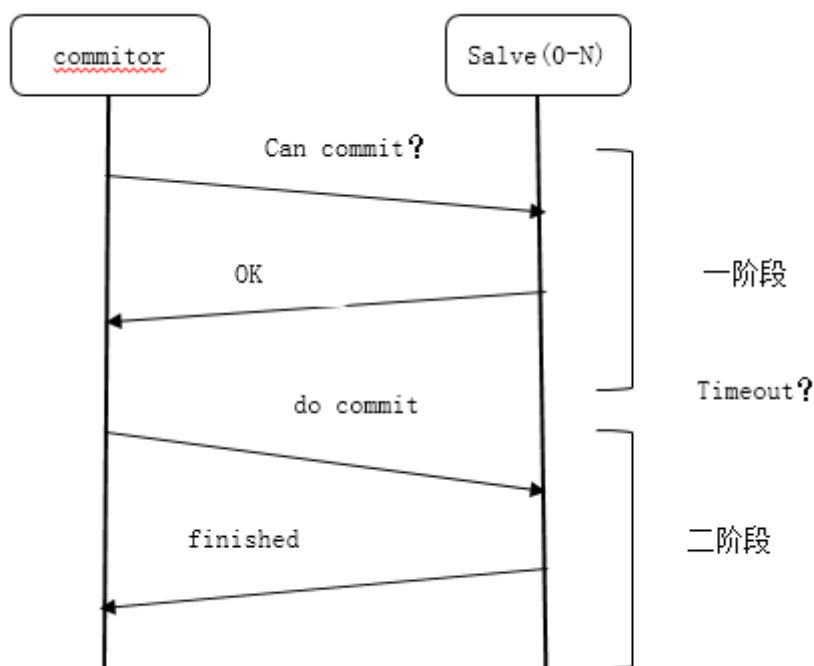 commitor
Salve(0-N)
Can commit?
OK
一阶段
Timeout?
do commit
finished
二阶段